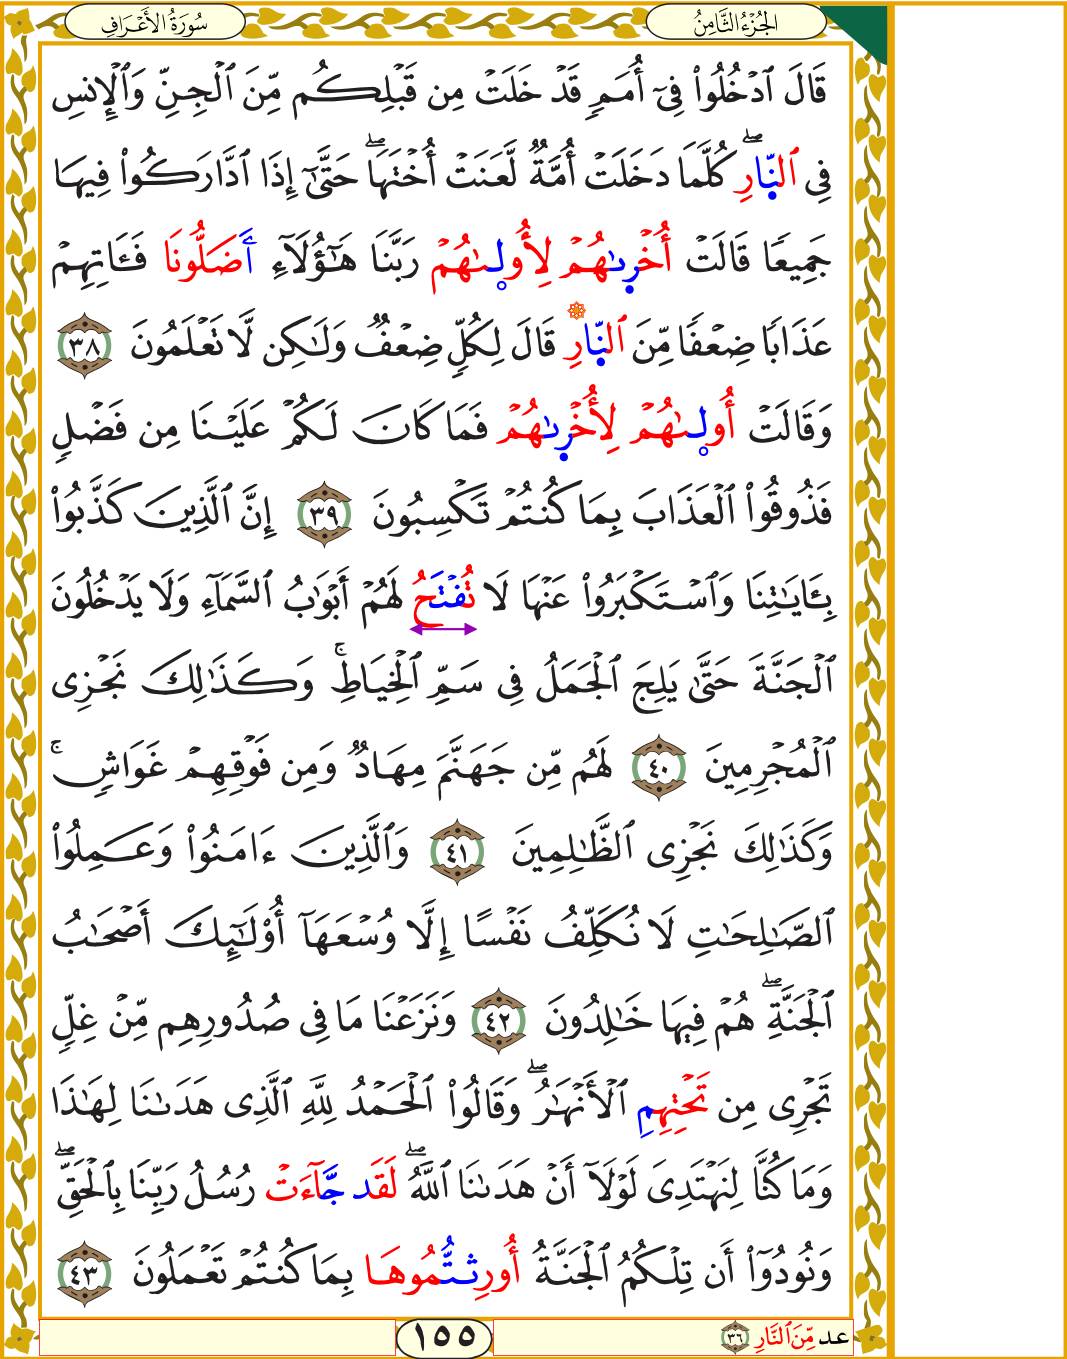 سُورَةُ الأَعْرَافِ
الجُزْءُ الثَّامِنُ
قَالَ ٱدۡخُلُواْ فِيٓ أُمَمٖ قَدۡ خَلَتۡ مِن قَبۡلِكُم مِّنَ ٱلۡجِنِّ وَٱلۡإِنسِ
فِي ٱلنّ۪ارِۖ كُلَّمَا دَخَلَتۡ أُمَّةٞ لَّعَنَتۡ أُخۡتَهَاۖ حَتَّىٰٓ إِذَا ٱدَّارَكُواْ فِيهَا
جَمِيعٗا قَالَتۡ أُخۡر۪ىٰهُمۡ لِأُولىٰهُمۡ رَبَّنَا هَٰٓؤُلَآءِ أَضَلُّونَا فَـَٔاتِهِمۡ
عَذَابٗا ضِعۡفٗا مِّنَ ٱلنّ۪ارِ قَالَ لِكُلّٖ ضِعۡفٞ وَلَٰكِن لَّا تَعۡلَمُونَ ٣٨
وَقَالَتۡ أُولىٰهُمۡ لِأُخۡر۪ىٰهُمۡ فَمَا كَانَ لَكُمۡ عَلَيۡنَا مِن فَضۡلٖ
فَذُوقُواْ ٱلۡعَذَابَ بِمَا كُنتُمۡ تَكۡسِبُونَ ٣٩ إِنَّ ٱلَّذِينَ كَذَّبُواْ
بِـَٔايَٰتِنَا وَٱسۡتَكۡبَرُواْ عَنۡهَا لَا تُفۡتَحُ لَهُمۡ أَبۡوَٰبُ ٱلسَّمَآءِ وَلَا يَدۡخُلُونَ
ٱلۡجَنَّةَ حَتَّىٰ يَلِجَ ٱلۡجَمَلُ فِي سَمِّ ٱلۡخِيَاطِۚ وَكَذَٰلِكَ نَجۡزِي
ٱلۡمُجۡرِمِينَ ٤٠ لَهُم مِّن جَهَنَّمَ مِهَادٞ وَمِن فَوۡقِهِمۡ غَوَاشٖۚ
وَكَذَٰلِكَ نَجۡزِي ٱلظَّٰلِمِينَ ٤١ وَٱلَّذِينَ ءَامَنُواْ وَعَمِلُواْ
ٱلصَّٰلِحَٰتِ لَا نُكَلِّفُ نَفۡسًا إِلَّا وُسۡعَهَآ أُوْلَٰٓئِكَ أَصۡحَٰبُ
ٱلۡجَنَّةِۖ هُمۡ فِيهَا خَٰلِدُونَ ٤٢ وَنَزَعۡنَا مَا فِي صُدُورِهِم مِّنۡ غِلّٖ
تَجۡرِي مِن تَحۡتِهِمِ ٱلۡأَنۡهَٰرُۖ وَقَالُواْ ٱلۡحَمۡدُ لِلَّهِ ٱلَّذِي هَدَىٰنَا لِهَٰذَا
وَمَا كُنَّا لِنَهۡتَدِيَ لَوۡلَآ أَنۡ هَدَىٰنَا ٱللَّهُۖ لَقَد جَّآءَتۡ رُسُلُ رَبِّنَا بِٱلۡحَقِّۖ
وَنُودُوٓاْ أَن تِلۡكُمُ ٱلۡجَنَّةُ أُورِثتُّمُوهَا بِمَا كُنتُمۡ تَعۡمَلُونَ ٤٣
عد مِّنَ ٱلنَّارِ ٣٦
١٥٥